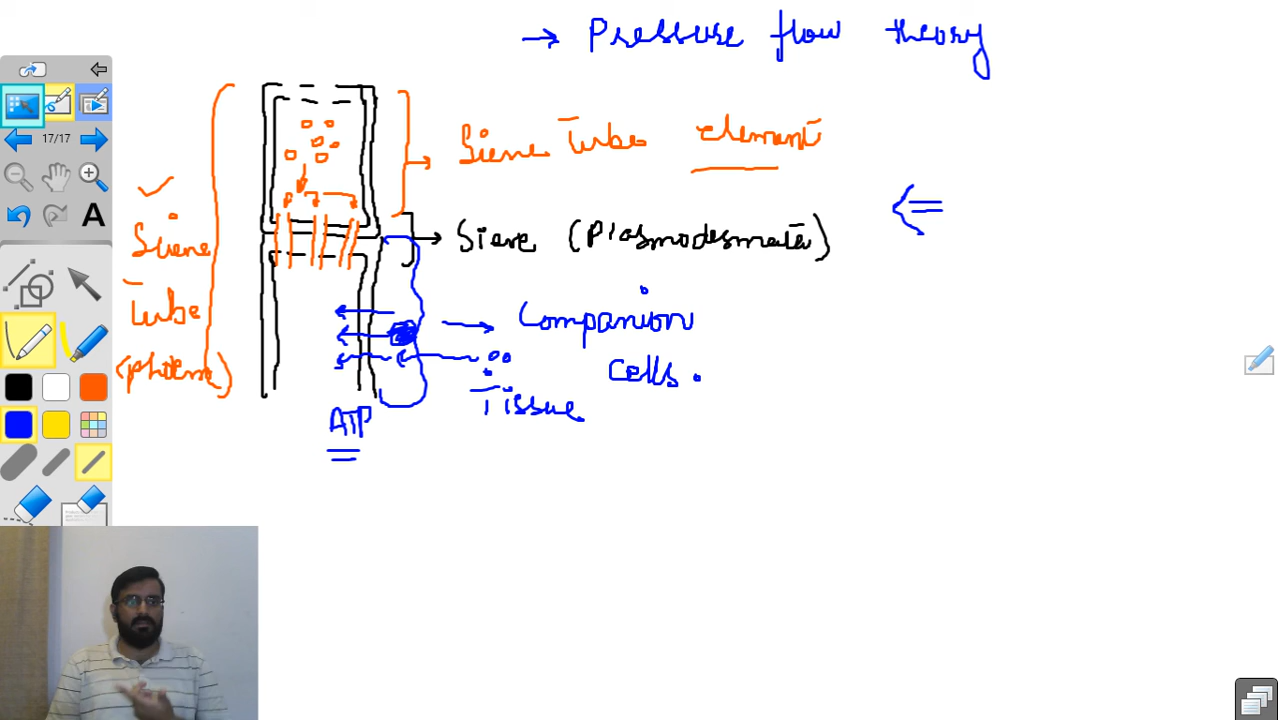 → Pressure flow theory
17/17
A
Sieve Tube element
Sieve (Plasmodesmata)
✓
Sieve
Tube
(phloem)
Companion
cells.
Tissue
ATP